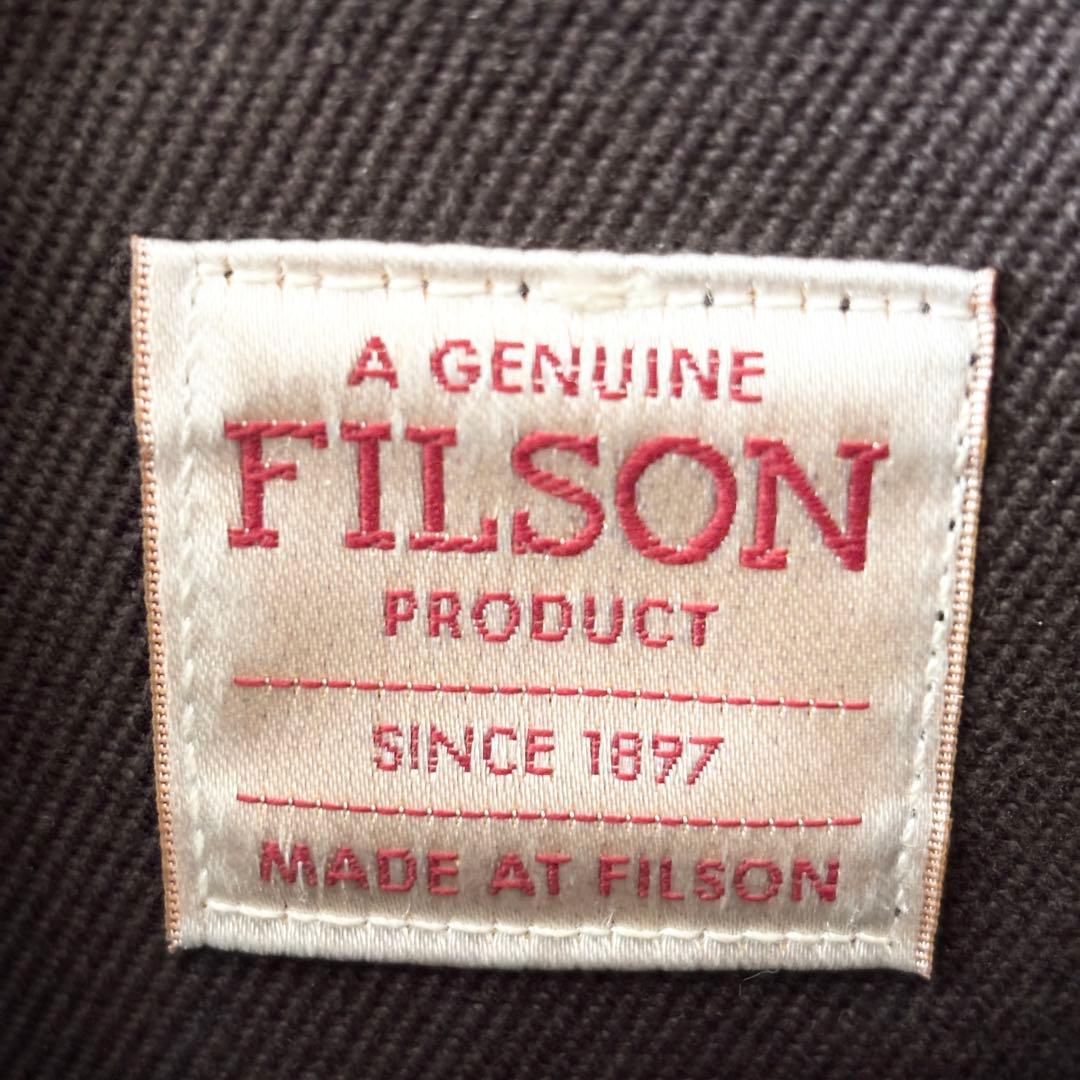 A GENUINE
FILSON
PRODUCT
SINCE 1897
MADE AT FILSON